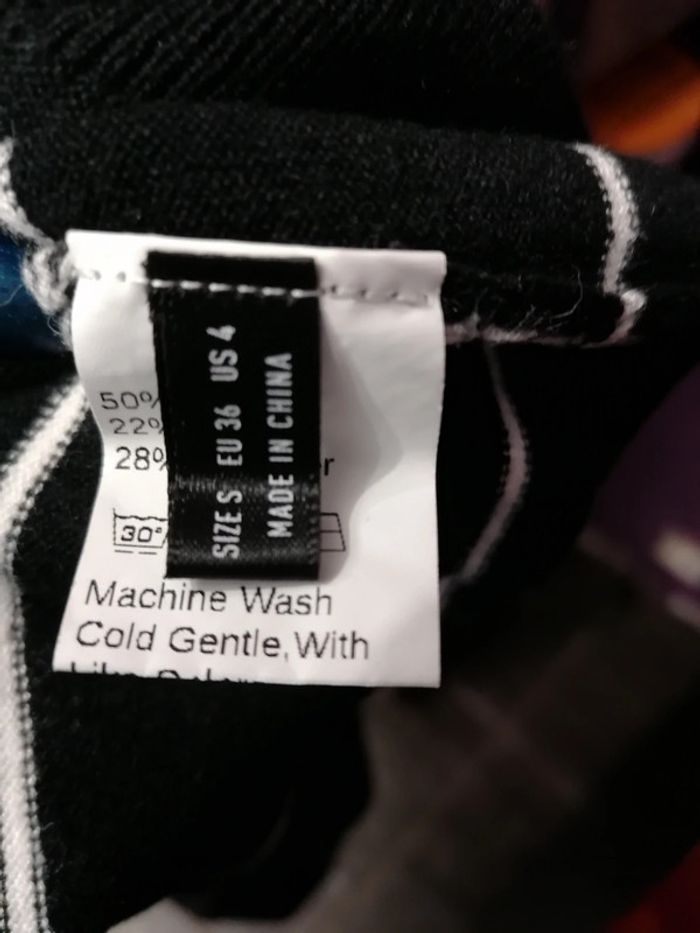 SIZE S EU 36 US 4
MADE IN CHINA
50%
22%
28%
30°
Machine Wash
Cold Gentle, With